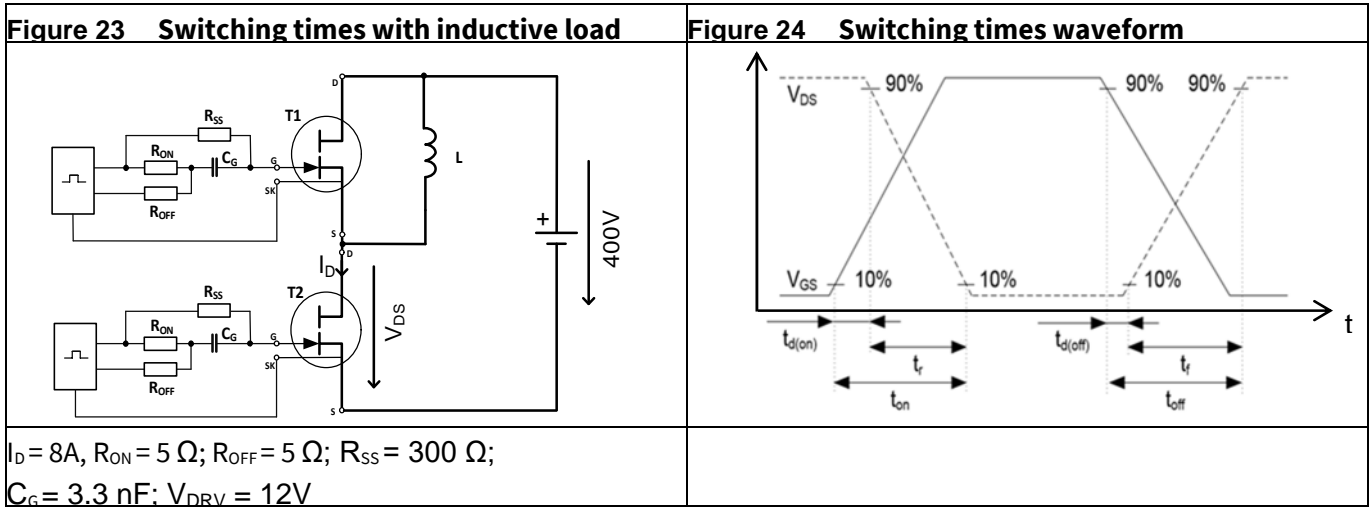 Figure 23 Switching times with inductive load
D
T1
RSS
RON
CG
G
SK
ROFF
L
S
D
ID
+
400V
T2
RSS
RON
CG
G
SK
ROFF
VDS
S
ID = 8A, RON = 5 Ω; ROFF = 5 Ω; RSS = 300 Ω;
CG = 3.3 nF; VDRV = 12V
Figure 24 Switching times waveform
VDS
90%
90%
90%
VGS
10%
10%
10%
t
td(on)
td(off)
tr
tf
ton
toff